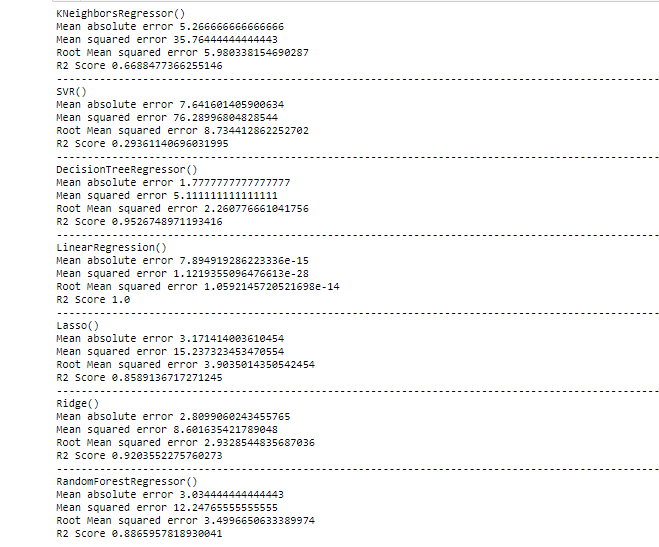 KNeighborsRegressor()
Mean absolute error 5.266666666666666
Mean squared error 35.76444444444443
Root Mean squared error 5.980338154690287
R2 Score 0.6688477366255146
--------------------------------------------------------------------------------
SVR()
Mean absolute error 7.641601405900634
Mean squared error 76.28996804828544
Root Mean squared error 8.734412862252702
R2 Score 0.29361140696031995
--------------------------------------------------------------------------------
DecisionTreeRegressor()
Mean absolute error 1.7777777777777777
Mean squared error 5.111111111111111
Root Mean squared error 2.260776661041756
R2 Score 0.9526748971193416
--------------------------------------------------------------------------------
LinearRegression()
Mean absolute error 7.894919286223336e-15
Mean squared error 1.1219355096476613e-28
Root Mean squared error 1.0592145720521698e-14
R2 Score 1.0
--------------------------------------------------------------------------------
Lasso()
Mean absolute error 3.171414003610454
Mean squared error 15.237323453470554
Root Mean squared error 3.9035014350542454
R2 Score 0.8589136717271245
--------------------------------------------------------------------------------
Ridge()
Mean absolute error 2.8099060243455765
Mean squared error 8.601635421789048
Root Mean squared error 2.9328544835687036
R2 Score 0.9203552275760273
--------------------------------------------------------------------------------
RandomForestRegressor()
Mean absolute error 3.034444444444443
Mean squared error 12.24765555555555
Root Mean squared error 3.4996650633389974
R2 Score 0.8865957818930041